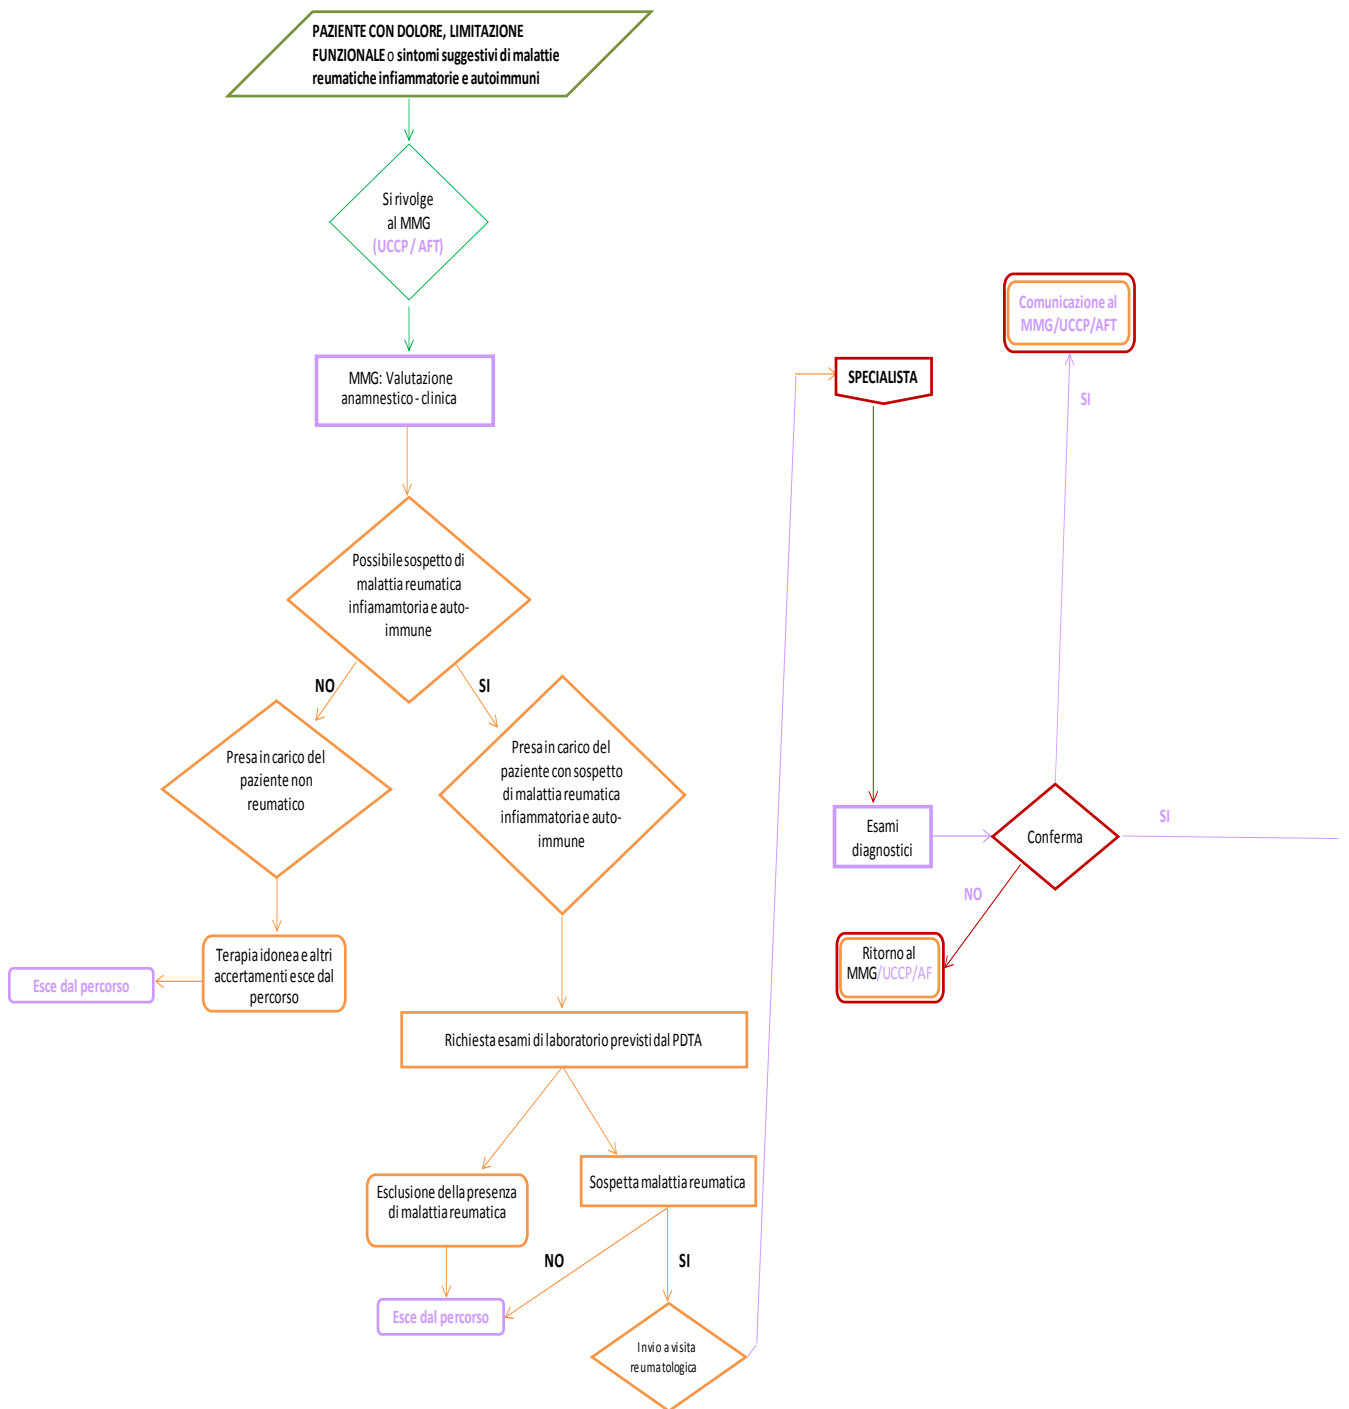 PAZIENTE CON DOLORE, LIMITAZIONE
FUNZIONALE o sintomi suggestivi di malattie
reumatiche infiammatorie e autoimmuni
Si rivolge
al MMG
(UCCP / AFT)
MMG: Valutazione
anamnestico - clinica
Possibile sospetto di
malattia reumatica
infiamamtoria e auto-
immune
NO
SI
Presa in carico del
paziente non
reumatico
Presa in carico del
paziente con sospetto
di malattia reumatica
infiammatoria e auto-
immune
Terapia idonea e altri
accertamenti esce dal
percorso
Esce dal percorso
Richiesta esami di laboratorio previsti dal PDTA
Esclusione della presenza
di malattia reumatica
Sospetta malattia reumatica
NO
SI
Esce dal percorso
Invio a visita
reumatologica
SPECIALISTA
Esami
diagnostici
Conferma
SI
Comunicazione al
MMG/UCCP/AFT
SI
NO
Ritorno al
MMG/UCCP/AF